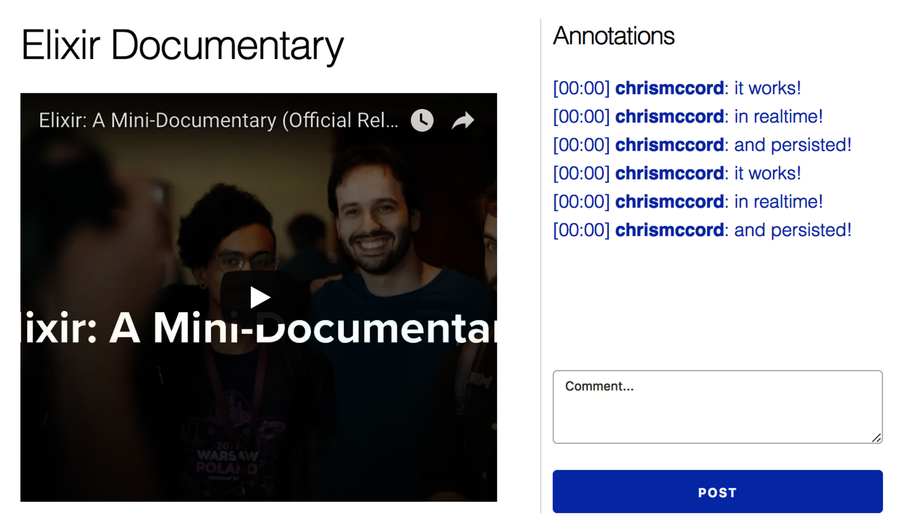 Elixir Documentary
Elixir: A Mini-Documentary (Official Rel...
lixir: A Mini-Documentar
WARSAW
POLAND
Annotations
[00:00] chrismccord: it works!
[00:00] chrismccord: in realtime!
[00:00] chrismccord: and persisted!
[00:00] chrismccord: it works!
[00:00] chrismccord: in realtime!
[00:00] chrismccord: and persisted!
Comment...
POST